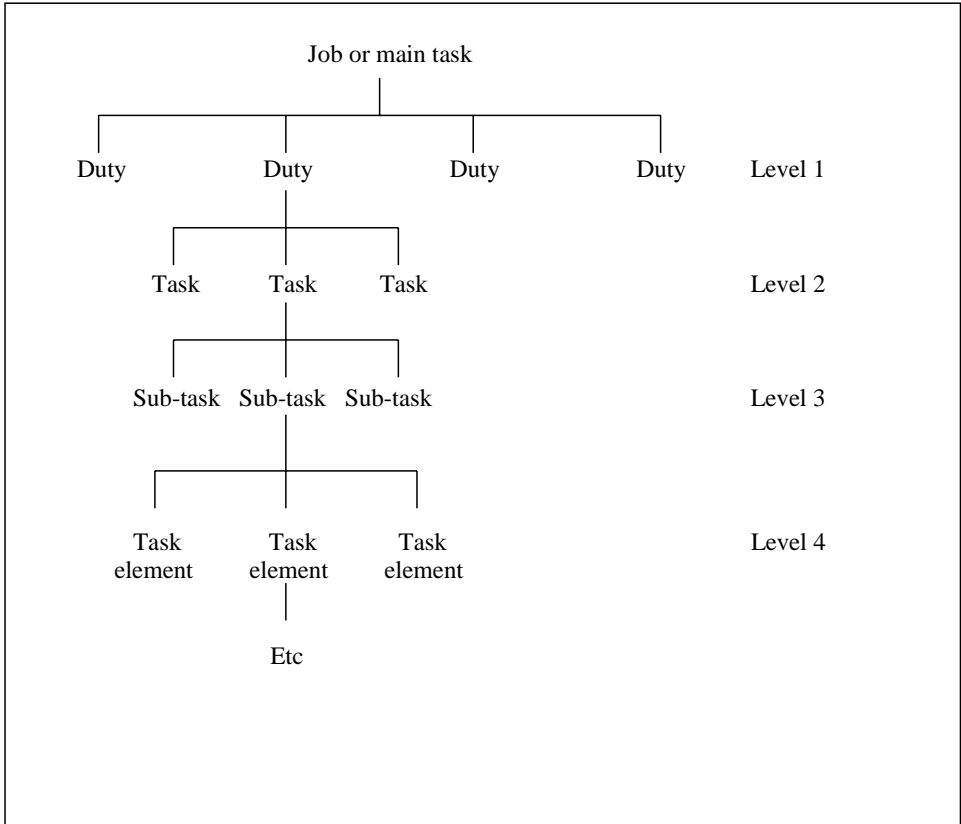 Job or main task
Duty Duty Duty Duty Level 1
Task Task Task Level 2
Sub-task Sub-task Sub-task Level 3
Task Task Task Level 4
element element element
Etc